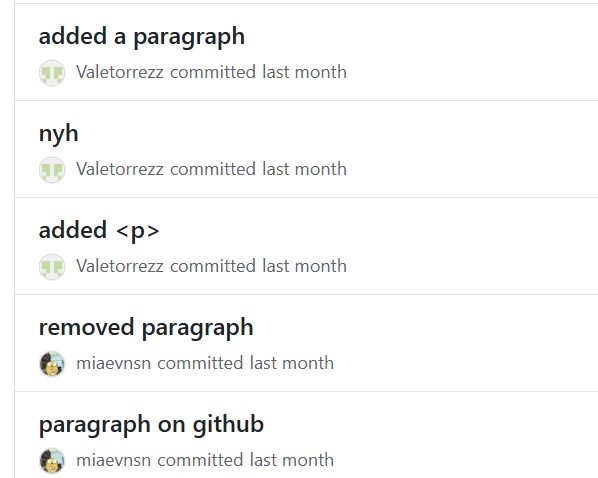 added a paragraph
Valetorrezz committed last month
nyh
Valetorrezz committed last month
added <p>
Valetorrezz committed last month
removed paragraph
miaevnsn committed last month
paragraph on github
miaevnsn committed last month